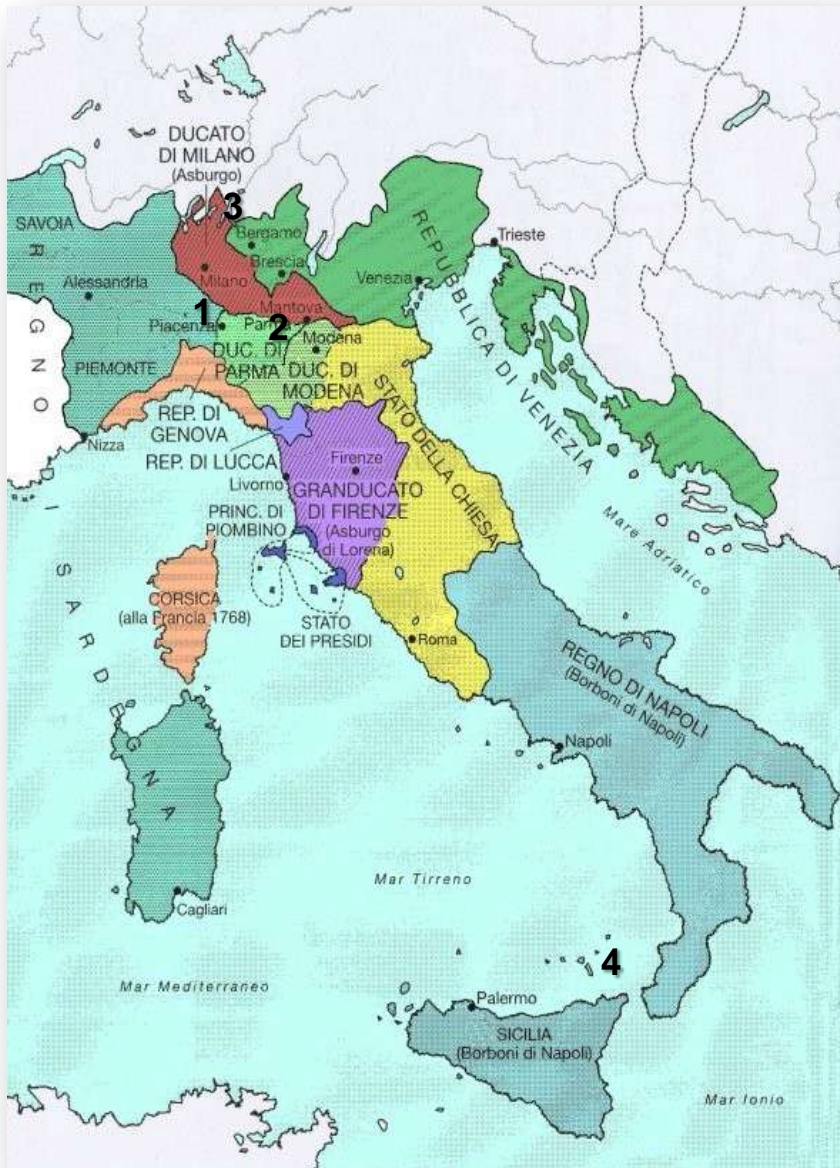 DUCATO
DI MILANO
(Asburgo)
3
SAVOIA
Bergamo
Brescia
Alessandria
Milano
Venezia
Trieste
REPUBBLICA DI VENEZIA
1
Piacenza
Mantova
2
Modena
PIEMONTE
DUC. DI
PARMA
DUC. DI
MODENA
REP. DI
GENOVA
REP. DI LUCCA
Nizza
STATO DELLA CHIESA
Firenze
Livorno
GRANDUCATO
DI FIRENZE
(Asburgo
di Lorena)
PRINC. DI
PIOMBINO
Mare Adriatico
CORSICA
(alla Francia 1768)
STATO
DEI PRESIDI
Roma
REGNO DI SARDEGNA
REGNO DI NAPOLI
(Borboni di Napoli)
Napoli
Mar Tirreno
Cagliari
4
Mar Mediterraneo
Palermo
SICILIA
(Borboni di Napoli)
Mar Ionio